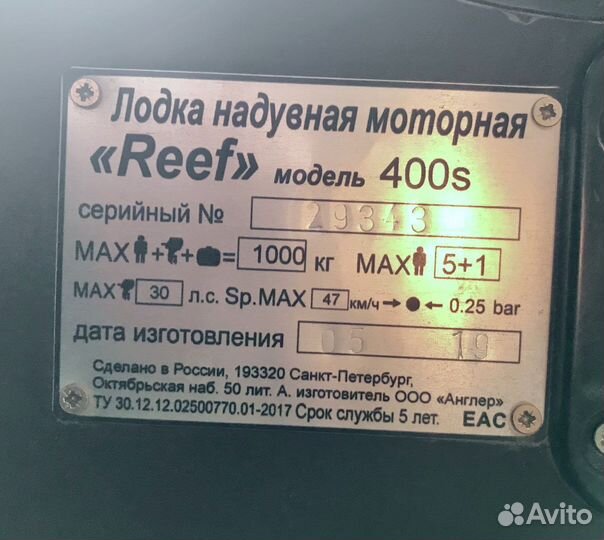 Лодка надувная моторная
«Reef» модель 400s
серийный № 29343
MAX + + = 1000 кг MAX 5+1
MAX 30 л.с. Sp.MAX 47 км/ч → ● ← 0.25 bar
дата изготовления 05 19
Сделано в России, 193320 Санкт-Петербург,
Октябрьская наб. 50 лит. А. изготовитель ООО «Англер»
ТУ 30.12.12.02500770.01-2017 Срок службы 5 лет. EAC
Avito